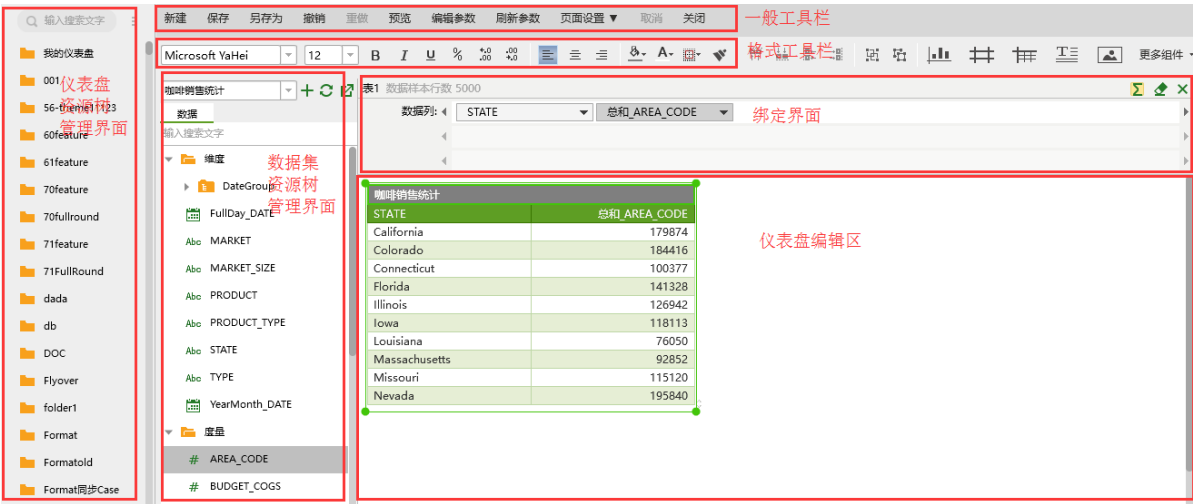 输入搜索文字
我的仪表盘
001
56-theme11123
60feature
61feature
70feature
70fullround
71feature
71FullRound
dada
db
DOC
Flyover
folder1
Format
Formatold
Format同步Case
仪表盘
资源树
管理界面
新建 保存 另存为 撤销 重做 预览 编辑参数 刷新参数 页面设置 ▼ 取消 关闭
一般工具栏
Microsoft YaHei 12 B I U %
格式工具栏
更多组件
咖啡销售统计
数据
输入搜索文字
维度
DateGroup
FullDay_DATE
Abc MARKET
Abc MARKET_SIZE
Abc PRODUCT
Abc PRODUCT_TYPE
Abc STATE
Abc TYPE
YearMonth_DATE
度量
# AREA_CODE
# BUDGET_COGS
数据集
资源树
管理界面
表1 数据样本行数 5000
数据列: STATE 总和_AREA_CODE
绑定界面
咖啡销售统计
STATE 总和_AREA_CODE
California 179874
Colorado 184416
Connecticut 100377
Florida 141328
Illinois 126942
Iowa 118113
Louisiana 76050
Massachusetts 92852
Missouri 115120
Nevada 195840
仪表盘编辑区